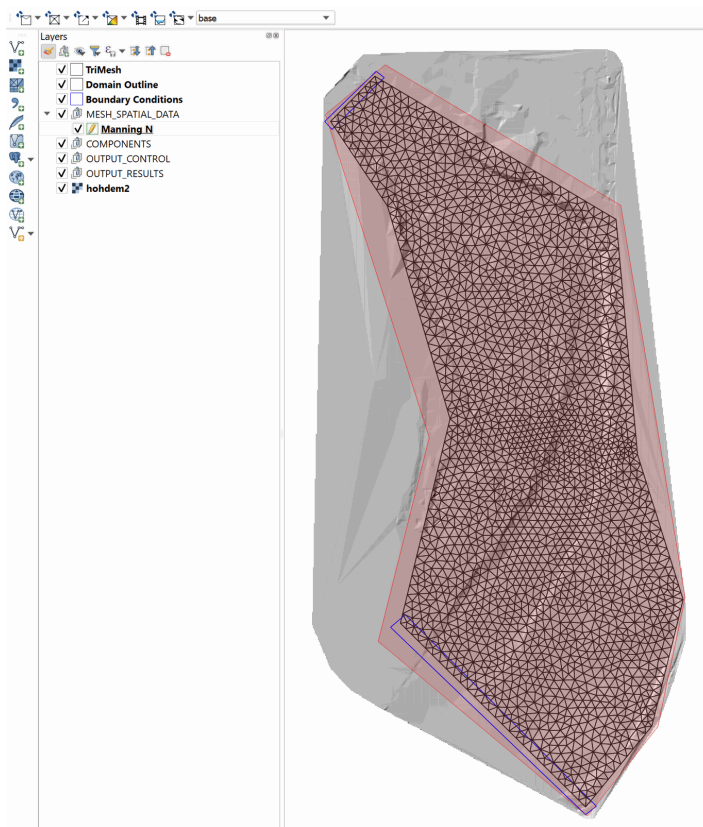 base
Layers
TriMesh
Domain Outline
Boundary Conditions
MESH_SPATIAL_DATA
Manning N
COMPONENTS
OUTPUT_CONTROL
OUTPUT_RESULTS
hohdem2